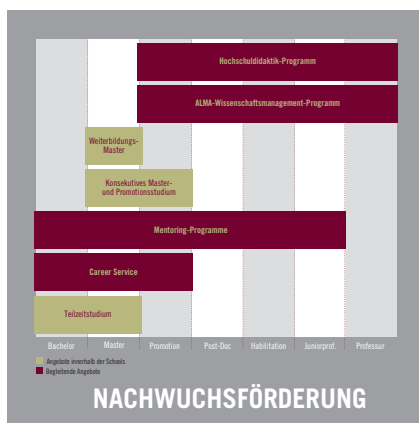 Hochschuldidaktik-Programm
ALMA-Wissenschaftsmanagement-Programm
Weiterbildungs-
Master
Konsekutives Master-
und Promotionsstudium
Mentoring-Programme
Career Service
Teilzeitstudium
Bachelor Master Promotion Post-Doc Habilitation Juniorprof. Professur
Angebote innerhalb der Schools
Begleitende Angebote
NACHWUCHSFÖRDERUNG